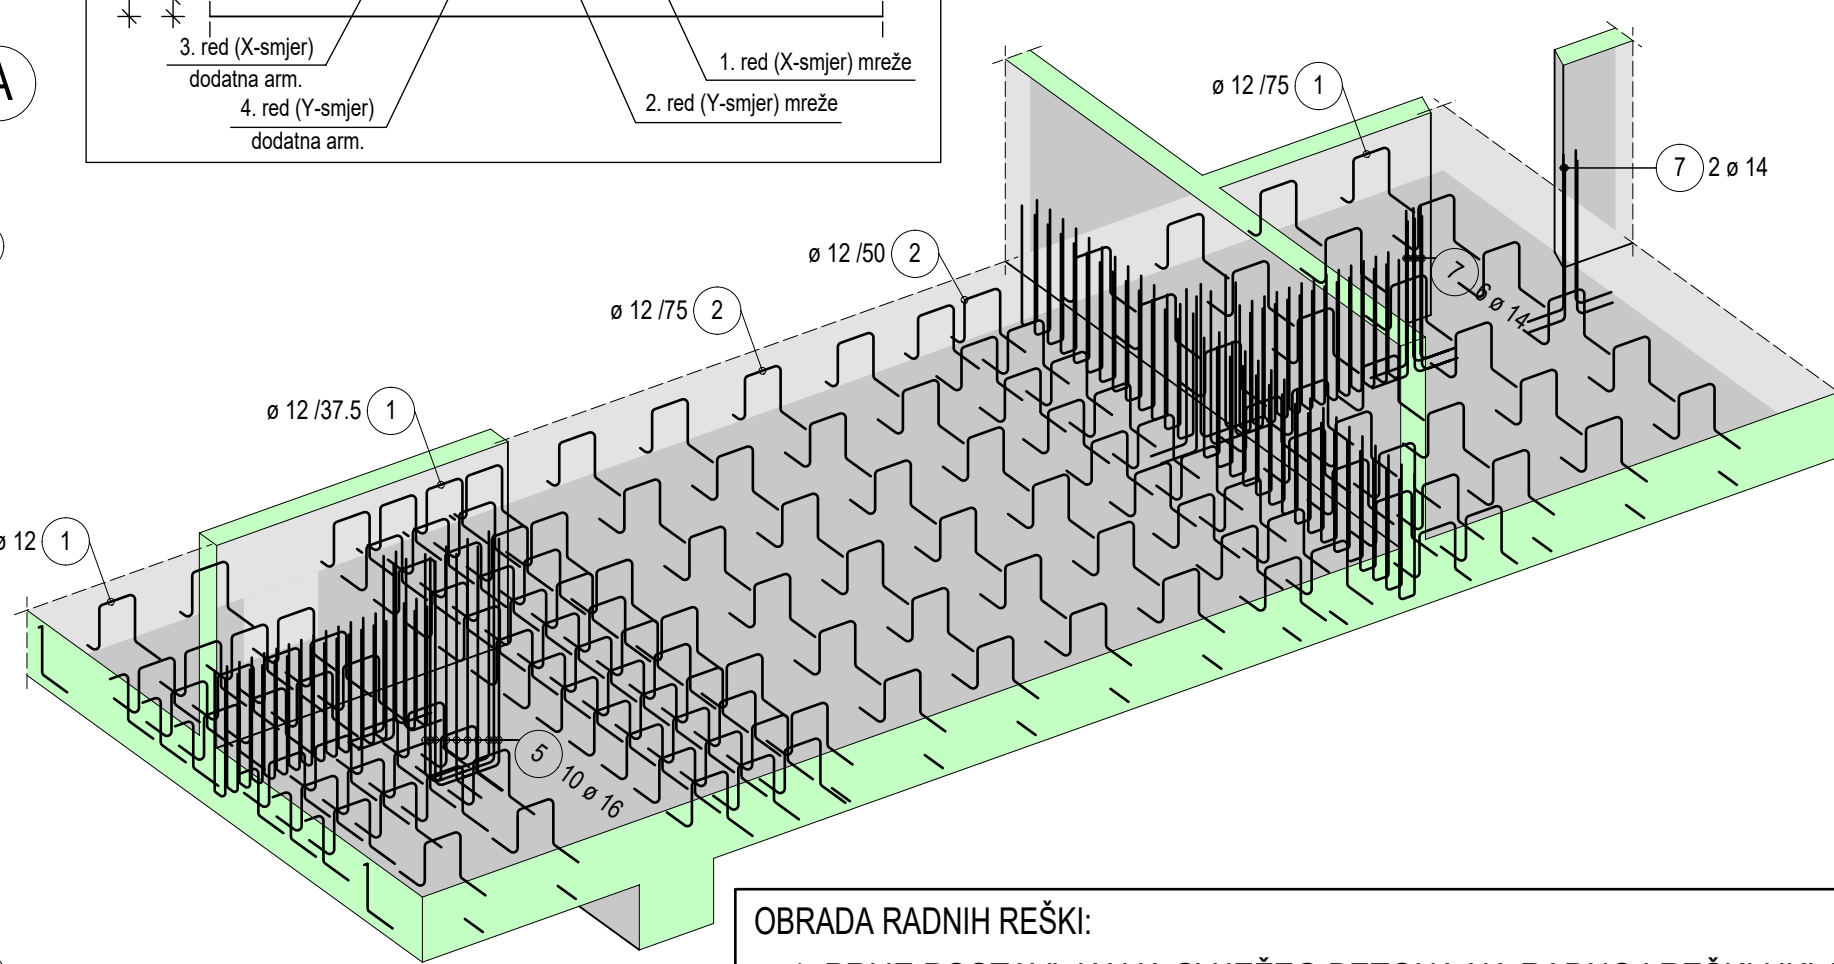 A
3. red (X-smjer)
dodatna arm.
4. red (Y-smjer)
dodatna arm.
1. red (X-smjer) mreže
2. red (Y-smjer) mreže
ø 12 /75 1
7 2 ø 14
ø 12 /50 2
7 6 ø 14
ø 12 /75 2
ø 12 /37.5 1
ø 12 1
5 10 ø 16
OBRADA RADNIH REŠKI: